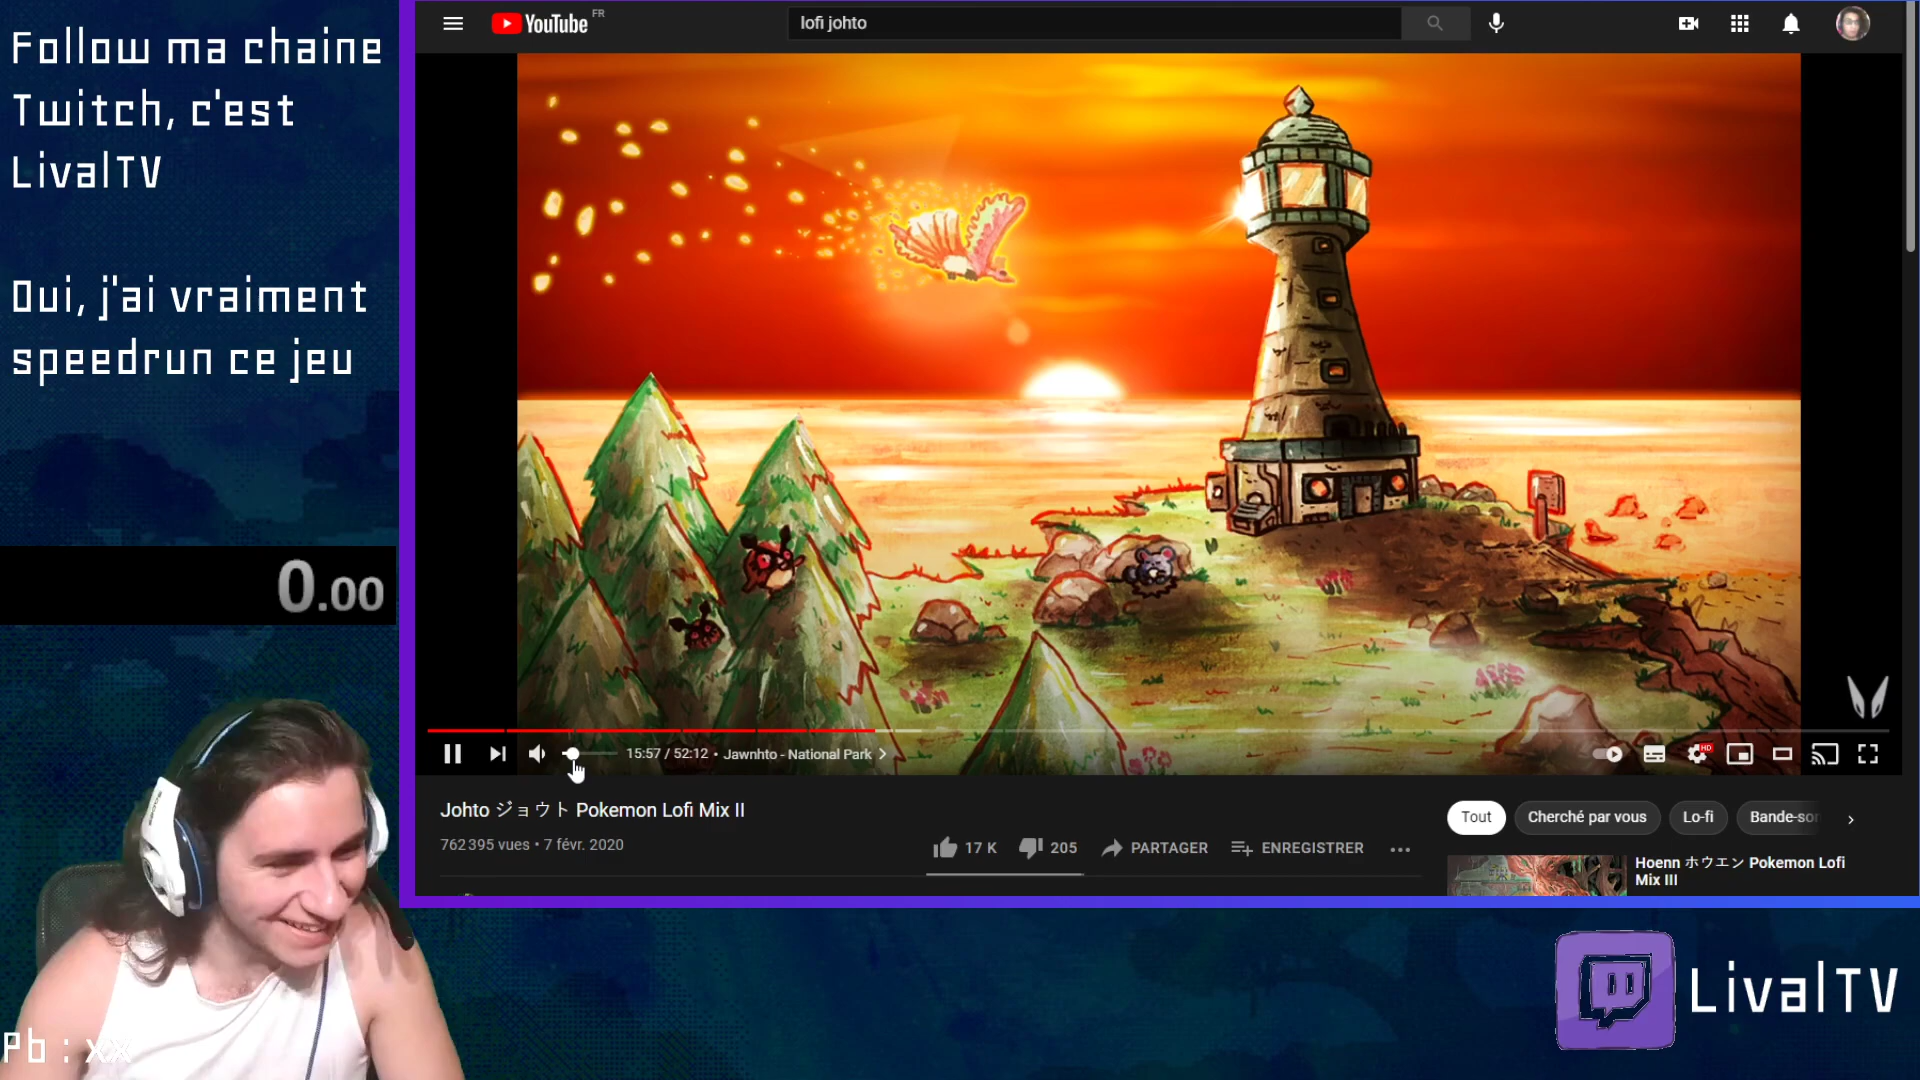 Follow ma chaine
Twitch, c'est
LivalTV
Oui, j'ai vraiment
speedrun ce jeu
0.00
Pb : xx
YouTube FR
lofi johto
15:57 / 52:12 • Jawnhto - National Park
HD
Johto ジョウト Pokemon Lofi Mix II
762 395 vues • 7 févr. 2020
17 K
205
PARTAGER
ENREGISTRER
Tout
Cherché par vous
Lo-fi
Bande-so
Hoenn ホウエン Pokemon Lofi
Mix III
LivalTV